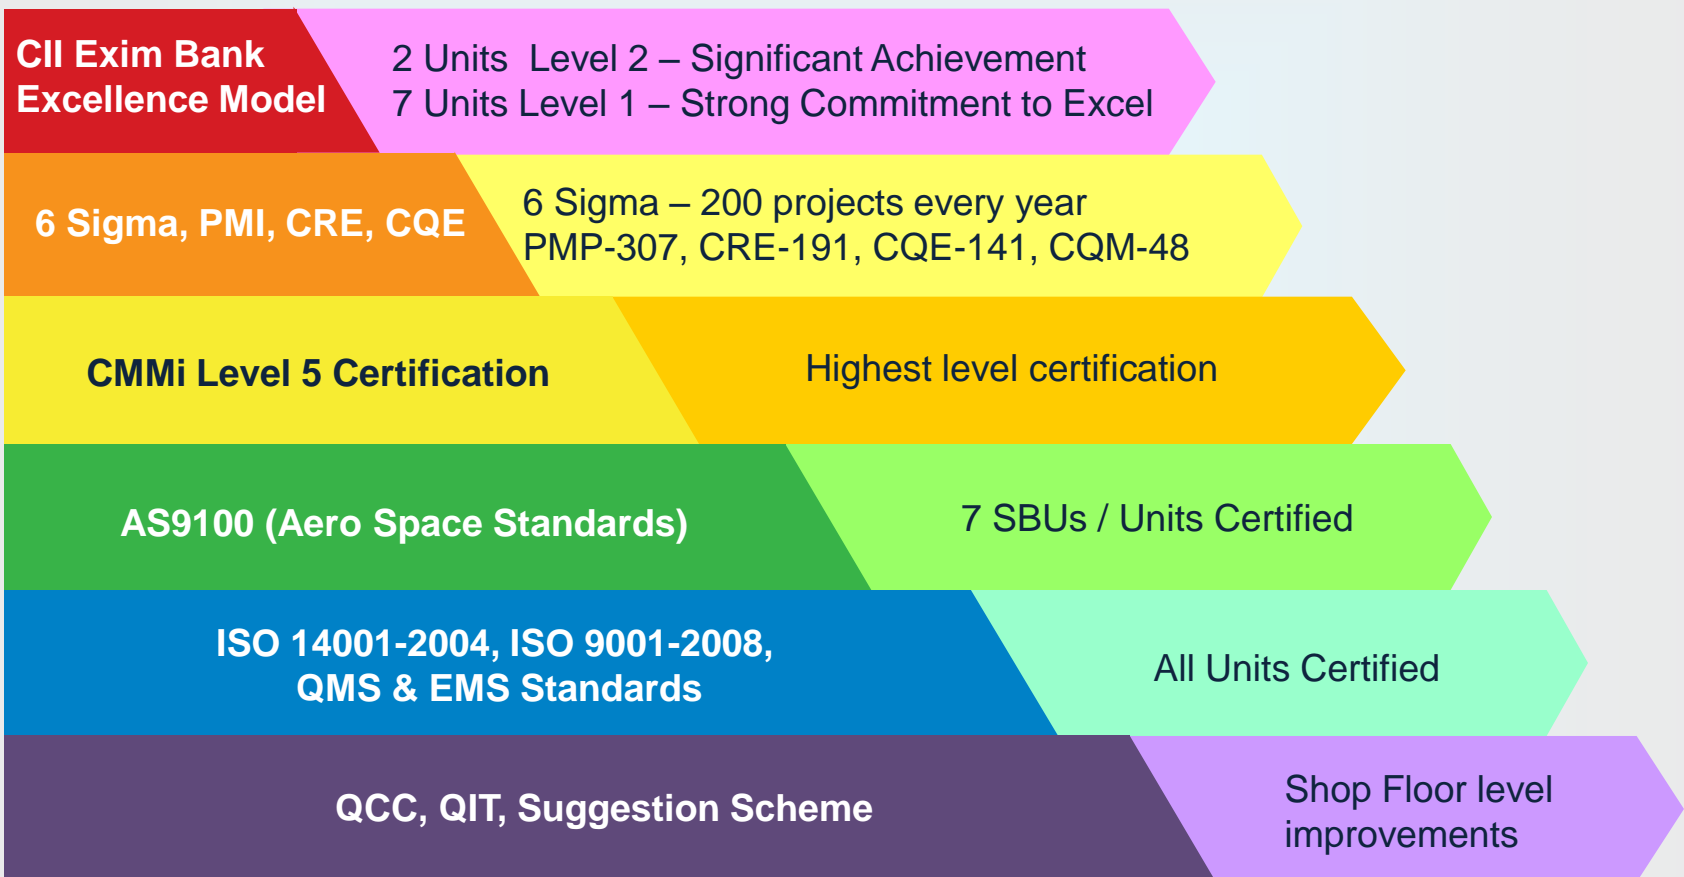 CII Exim Bank
Excellence Model
2 Units  Level 2 – Significant Achievement
7 Units Level 1 – Strong Commitment to Excel
6 Sigma, PMI, CRE, CQE
6 Sigma – 200 projects every year
PMP-307, CRE-191, CQE-141, CQM-48
CMMi Level 5 Certification
Highest level certification
AS9100 (Aero Space Standards)
7 SBUs / Units Certified
ISO 14001-2004, ISO 9001-2008,
QMS & EMS Standards
All Units Certified
QCC, QIT, Suggestion Scheme
Shop Floor level
improvements